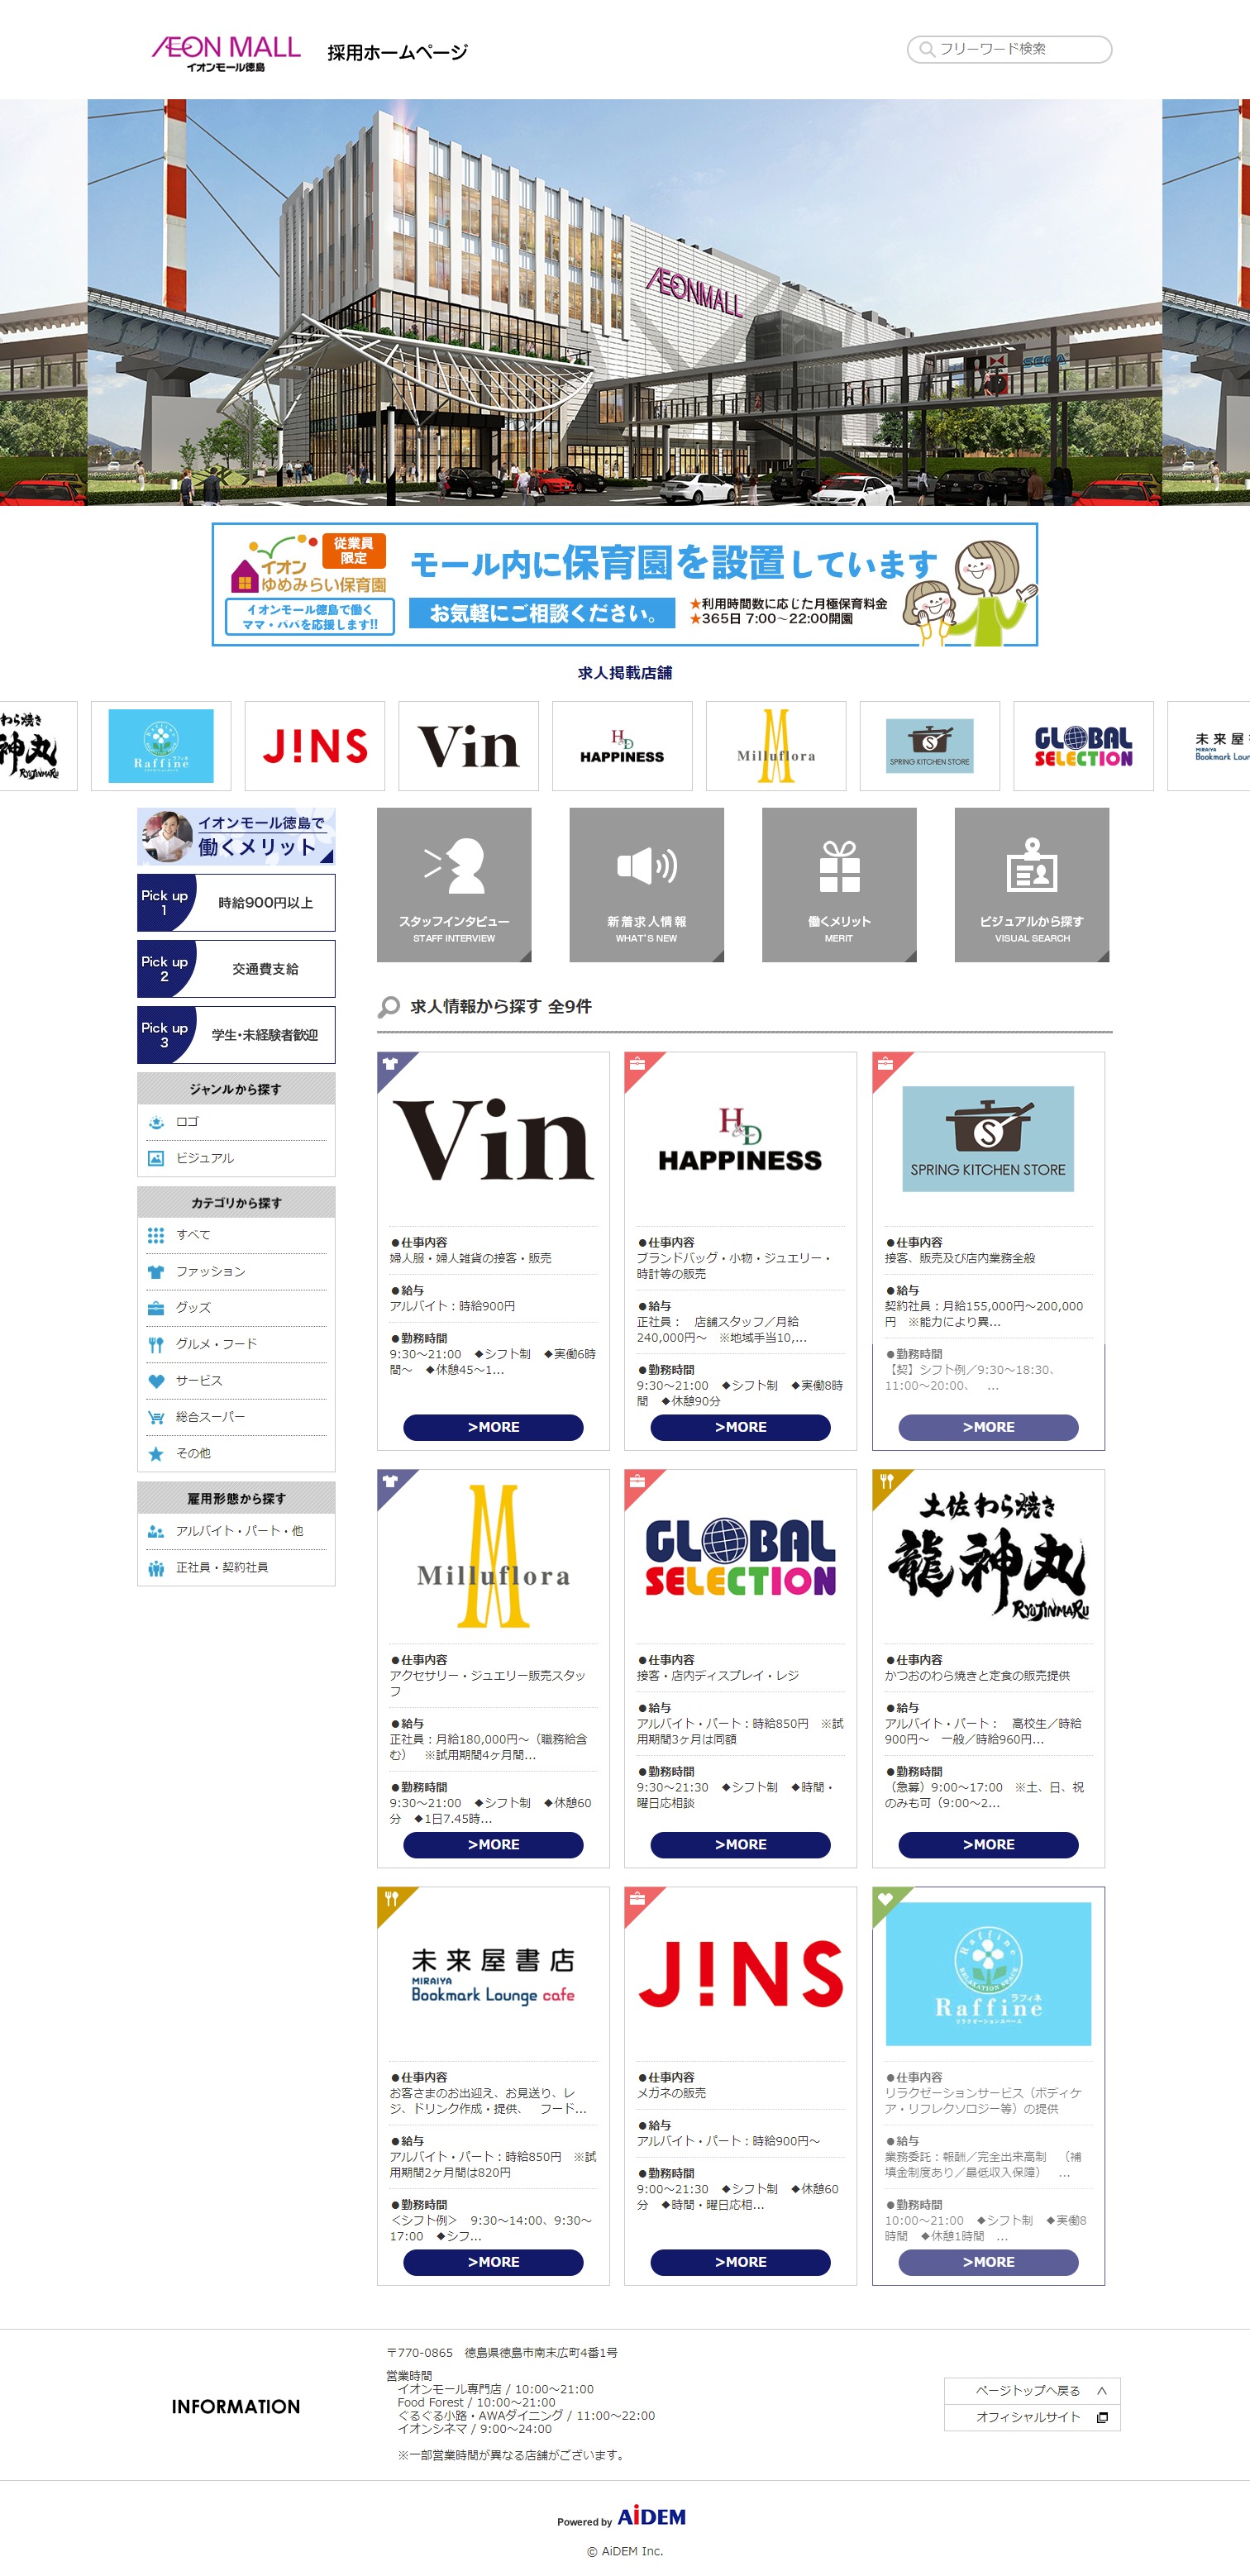 ÆON MALL
イオンモール徳島
採用ホームページ
フリーワード検索
ÆONMALL
SEGA
従業員
限定
イオン
ゆめみらい保育園
イオンモール徳島で働く
ママ・パパを応援します!!
モール内に保育園を設置しています
お気軽にご相談ください。
★利用時間数に応じた月極保育料金
★365日 7:00～22:00開園
求人掲載店舗
わら焼き
神丸
RYOJINMARU
Raffine
ラフィネ
J!NS
Vin
H&D
HAPPINESS
Milluflora
SPRING KITCHEN STORE
GLOBAL
SELECTION
未来屋書
MIRAIYA
Bookmark Loun
イオンモール徳島で
働くメリット
Pick up
1
時給900円以上
Pick up
2
交通費支給
Pick up
3
学生・未経験者歓迎
ジャンルから探す
ロゴ
ビジュアル
カテゴリから探す
すべて
ファッション
グッズ
グルメ・フード
サービス
総合スーパー
その他
雇用形態から探す
アルバイト・パート・他
正社員・契約社員
スタッフインタビュー
STAFF INTERVIEW
新着求人情報
WHAT'S NEW
働くメリット
MERIT
ビジュアルから探す
VISUAL SEARCH
求人情報から探す 全9件
Vin
●仕事内容
婦人服・婦人雑貨の接客・販売
●給与
アルバイト：時給900円
●勤務時間
9:30～21:00　◆シフト制　◆実働6時
間～　◆休憩45～1...
>MORE
H&D
HAPPINESS
●仕事内容
ブランドバッグ・小物・ジュエリー・
時計等の販売
●給与
正社員：　店舗スタッフ／月給
240,000円～　※地域手当10,...
●勤務時間
9:30～21:00　◆シフト制　◆実働8時
間　◆休憩90分
>MORE
S
SPRING KITCHEN STORE
●仕事内容
接客、販売及び店内業務全般
●給与
契約社員：月給155,000円～200,000
円　※能力により異...
●勤務時間
【契】シフト例／9:30～18:30、
11:00～20:00、　...
>MORE
Milluflora
●仕事内容
アクセサリー・ジュエリー販売スタッ
フ
●給与
正社員：月給180,000円～（職務給含
む）　※試用期間4ヶ月間...
●勤務時間
9:30～21:00　◆シフト制　◆休憩60
分　◆1日7.45時...
>MORE
GLOBAL
SELECTION
●仕事内容
接客・店内ディスプレイ・レジ
●給与
アルバイト・パート：時給850円　※試
用期間3ヶ月は同額
●勤務時間
9:30～21:30　◆シフト制　◆時間・
曜日応相談
>MORE
土佐わら焼き
龍神丸
RYOJINMARU
●仕事内容
かつおのわら焼きと定食の販売提供
●給与
アルバイト・パート：　高校生／時給
900円～　一般／時給960円...
●勤務時間
（急募）9:00～17:00　※土、日、祝
のみも可（9:00～2...
>MORE
未来屋書店
MIRAIYA
Bookmark Lounge cafe
●仕事内容
お客さまのお出迎え、お見送り、レ
ジ、ドリンク作成・提供、　フード...
●給与
アルバイト・パート：時給850円　※試
用期間2ヶ月間は820円
●勤務時間
＜シフト例＞　9:30～14:00、9:30～
17:00　◆シフ...
>MORE
J!NS
●仕事内容
メガネの販売
●給与
アルバイト・パート：時給900円～
●勤務時間
9:00～21:30　◆シフト制　◆休憩60
分　◆時間・曜日応相...
>MORE
Raffine
RELAXATION SPACE
ラフィネ
Raffine
リラクゼーションスペース
●仕事内容
リラクゼーションサービス（ボディケ
ア・リフレクソロジー等）の提供
●給与
業務委託：報酬／完全出来高制　（補
填金制度あり／最低収入保障）　...
●勤務時間
10:00～21:00　◆シフト制　◆実働8
時間　◆休憩1時間　...
>MORE
INFORMATION
〒770-0865　徳島県徳島市南末広町4番1号
営業時間
イオンモール専門店 / 10:00～21:00
Food Forest / 10:00～21:00
ぐるぐる小路・AWAダイニング / 11:00～22:00
イオンシネマ / 9:00～24:00
※一部営業時間が異なる店舗がございます。
ページトップへ戻る
オフィシャルサイト
Powered by AiDEM
© AiDEM Inc.